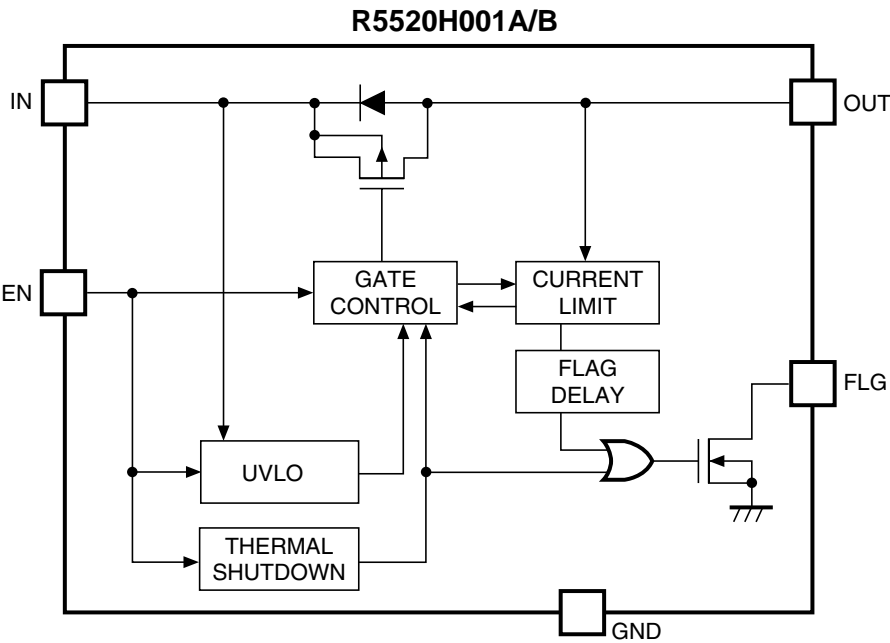 R5520H001A/B
IN
OUT
EN
GATE
CONTROL
CURRENT
LIMIT
FLAG
DELAY
FLG
UVLO
THERMAL
SHUTDOWN
GND